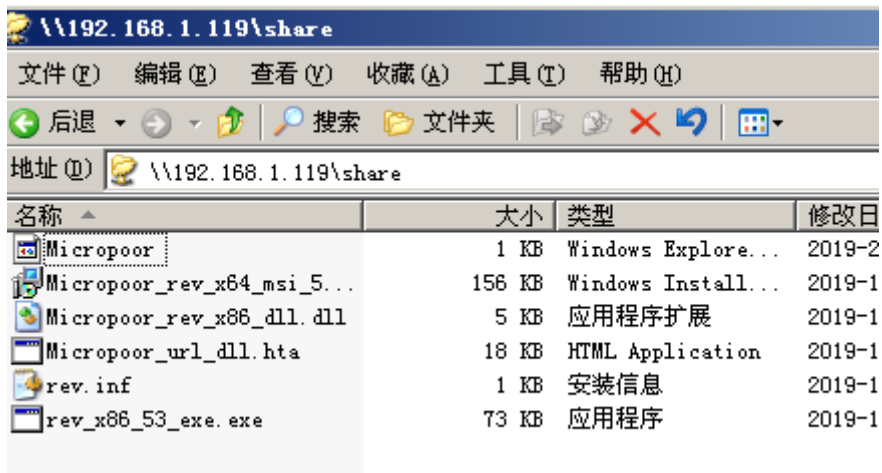 \\192.168.1.119\share
文件(F) 编辑(E) 查看(V) 收藏(A) 工具(T) 帮助(H)
后退 搜索 文件夹
地址(D) \\192.168.1.119\share
名称 大小 类型 修改日
Micropoor 1 KB Windows Explore... 2019-2
Micropoor_rev_x64_msi_5... 156 KB Windows Install... 2019-1
Micropoor_rev_x86_dll.dll 5 KB 应用程序扩展 2019-1
Micropoor_url_dll.hta 18 KB HTML Application 2019-1
rev.inf 1 KB 安装信息 2019-1
rev_x86_53_exe.exe 73 KB 应用程序 2019-1